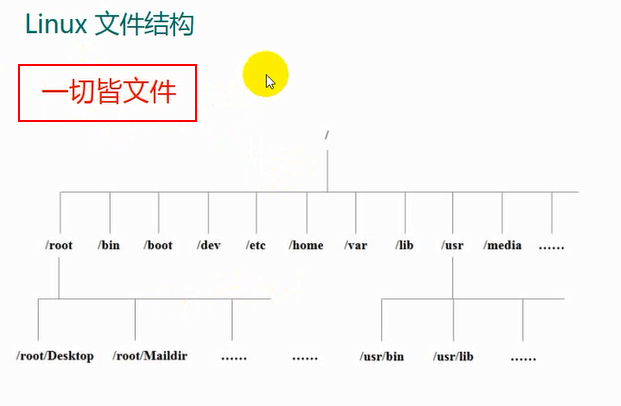 Linux 文件结构
一切皆文件
/
/root /bin /boot /dev /etc /home /var /lib /usr /media ……
/root/Desktop /root/Maildir …… …… /usr/bin /usr/lib ……